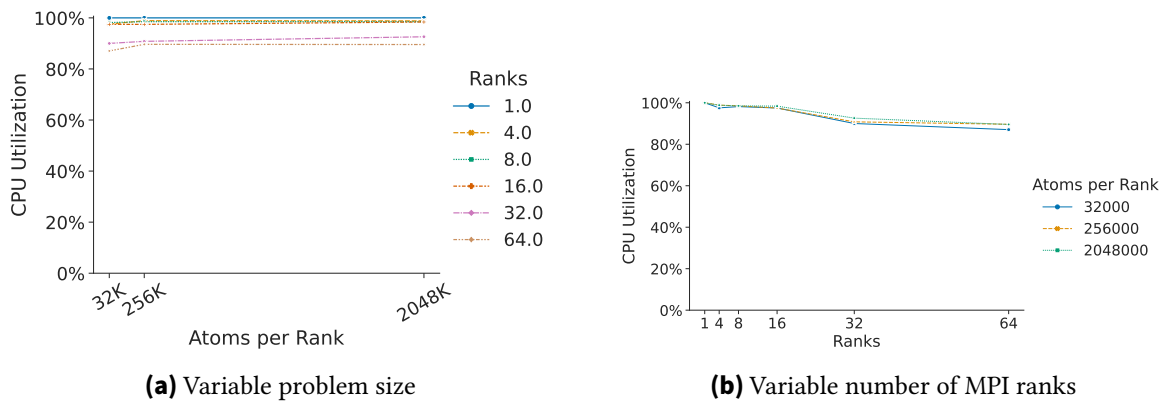 100%
80%
60%
40%
20%
0%
CPU Utilization
32K
256K
2048K
Atoms per Rank
Ranks
1.0
4.0
8.0
16.0
32.0
64.0
(a) Variable problem size
100%
80%
60%
40%
20%
0%
CPU Utilization
1 4 8 16 32 64
Ranks
Atoms per Rank
32000
256000
2048000
(b) Variable number of MPI ranks